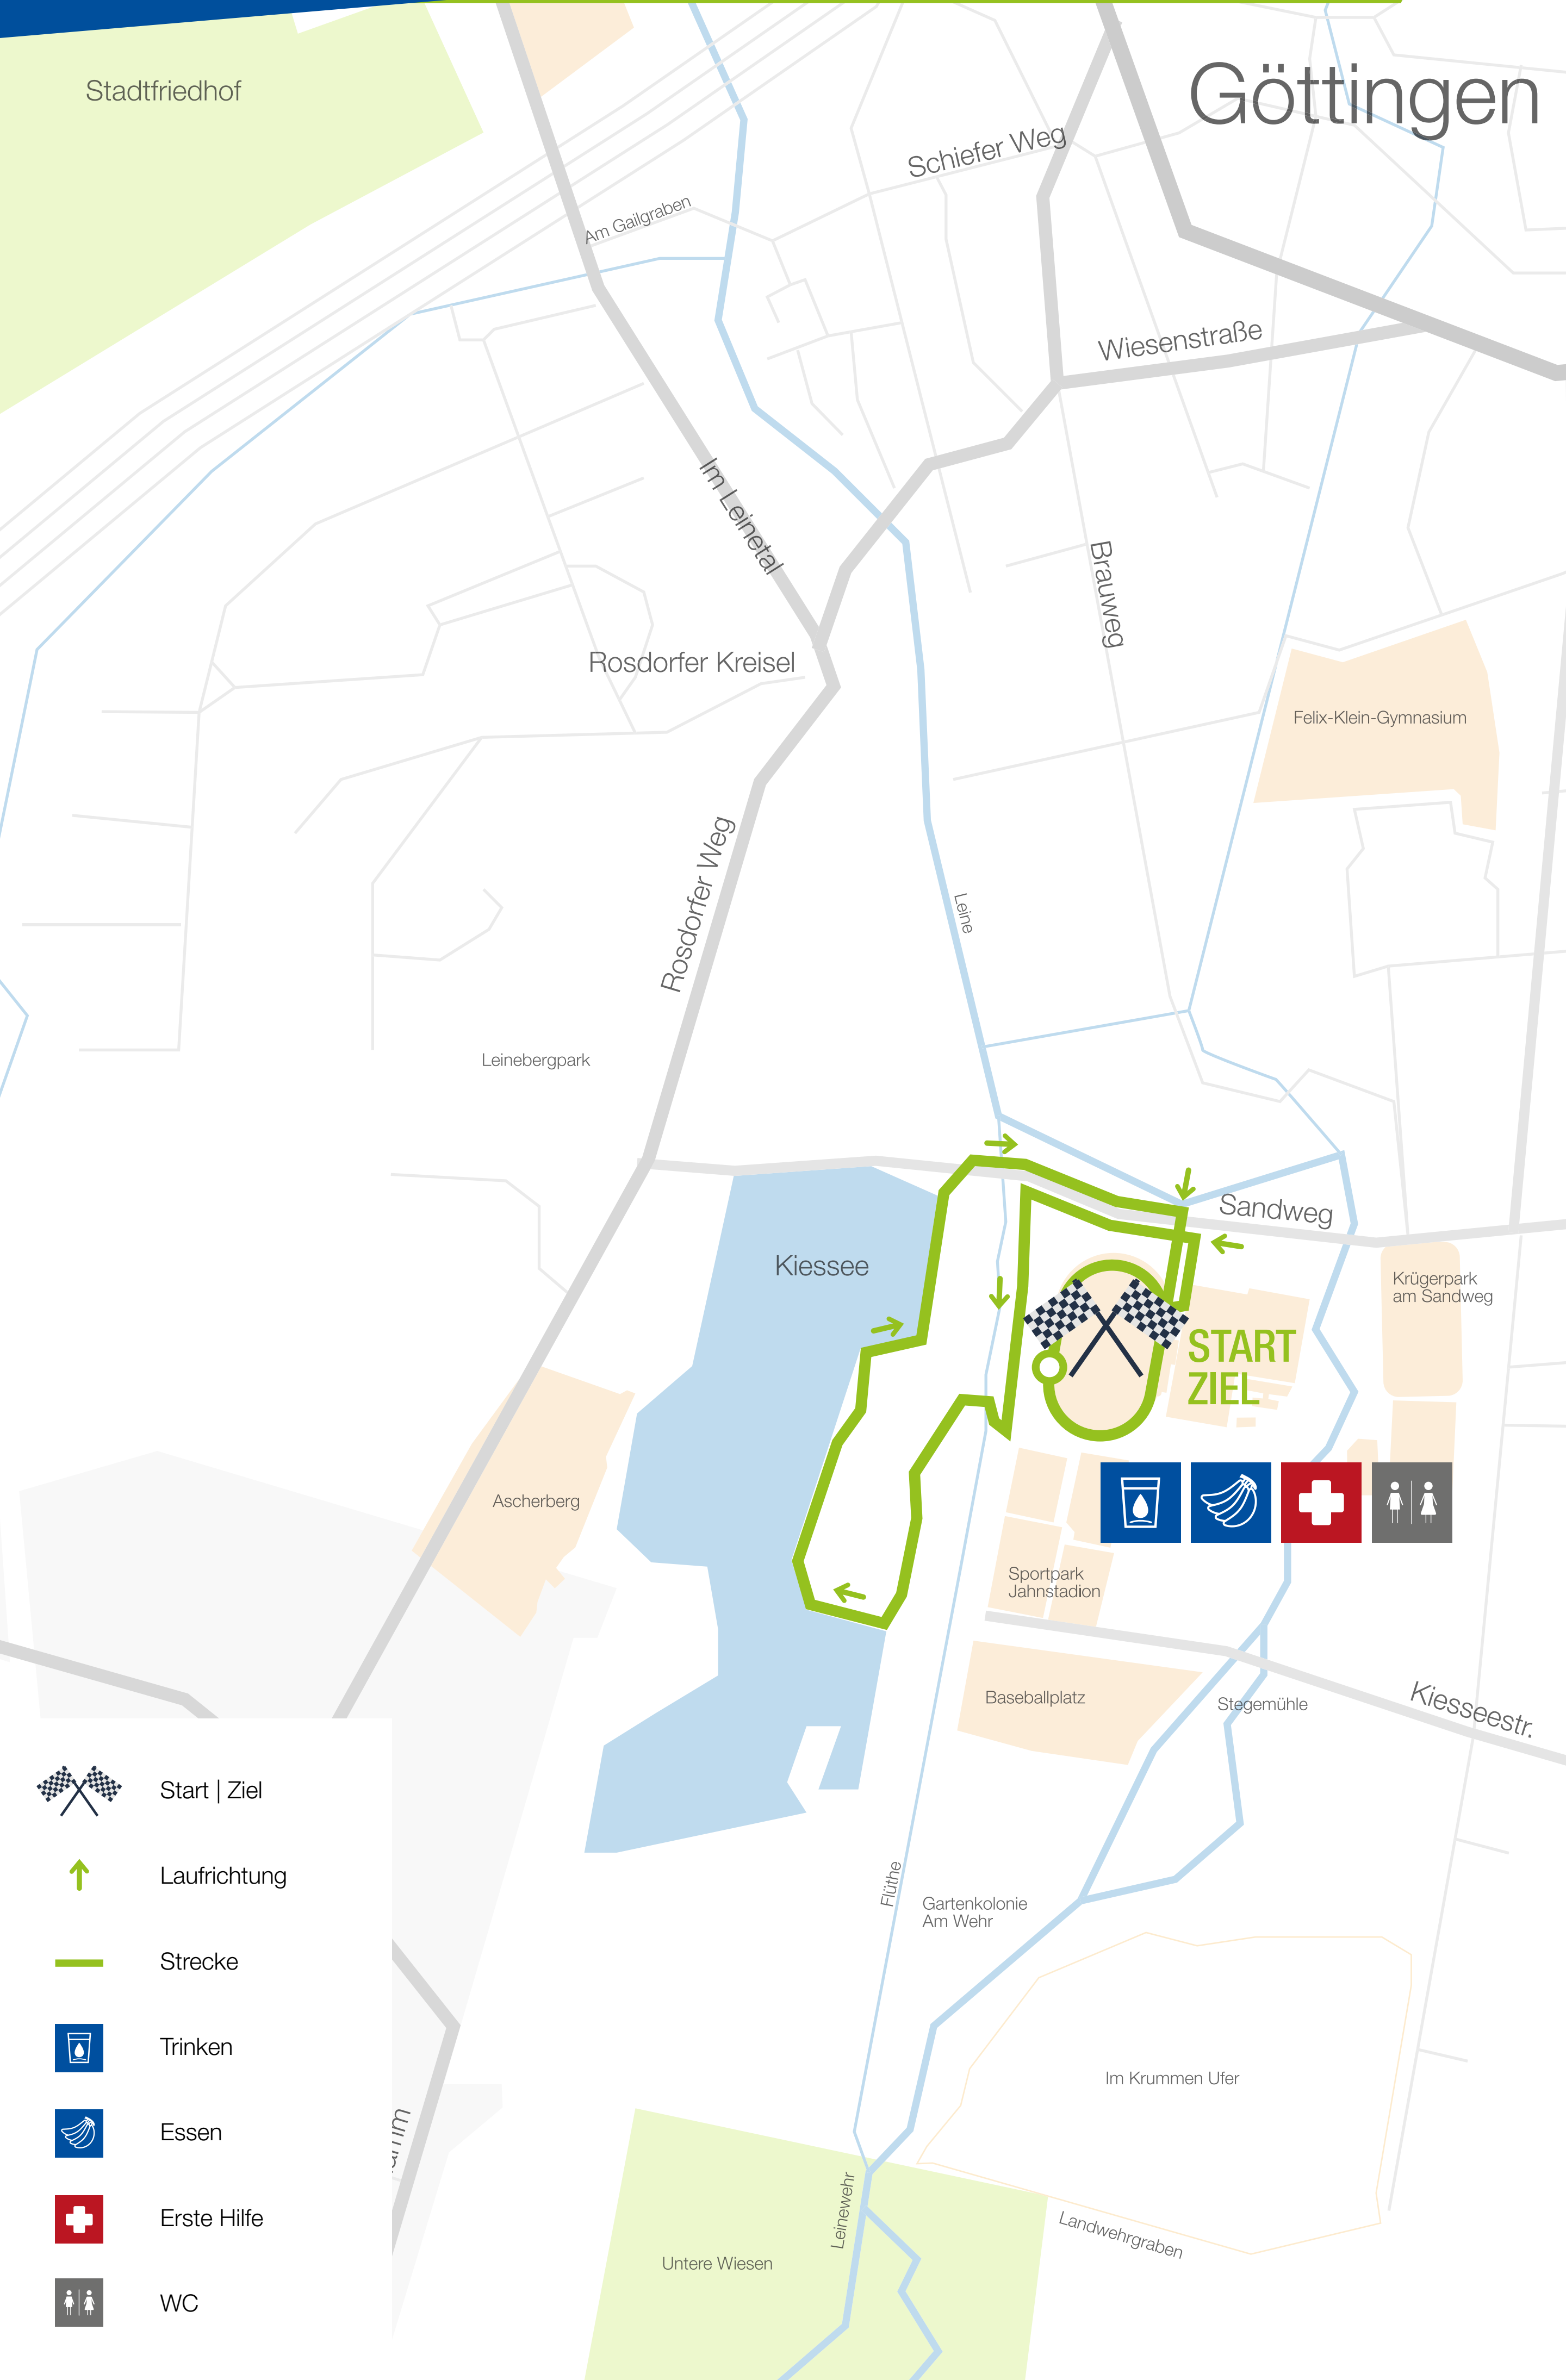 Göttingen
Stadtfriedhof
Schiefer Weg
Am Gailgraben
Wiesenstraße
Im Leinetal
Brauweg
Rosdorfer Kreisel
Felix-Klein-Gymnasium
Rosdorfer Weg
Leine
Leinebergpark
Sandweg
Kiessee
Krügerpark
am Sandweg
START
ZIEL
Ascherberg
Sportpark
Jahnstadion
Baseballplatz
Stegemühle
Kiesseestr.
Flüthe
Gartenkolonie
Am Wehr
Im Krummen Ufer
Leinewehr
Landwehrgraben
Untere Wiesen
Start | Ziel
Laufrichtung
Strecke
Trinken
Essen
Erste Hilfe
WC